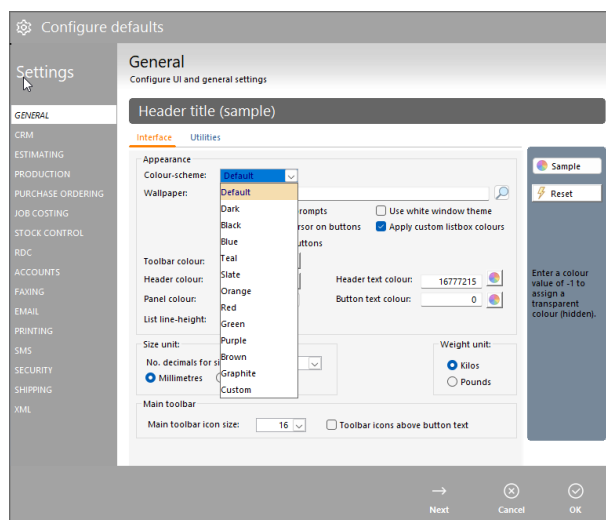 Configure defaults
Settings
GENERAL
CRM
ESTIMATING
PRODUCTION
PURCHASE ORDERING
JOB COSTING
STOCK CONTROL
RDC
ACCOUNTS
FAXING
EMAIL
PRINTING
SMS
SECURITY
SHIPPING
XML
General
Configure UI and general settings
Header title (sample)
Interface Utilities
Appearance
Colour-scheme: Default
Wallpaper:
Default
Dark
Black
Blue
Teal
Slate
Orange
Red
Green
Purple
Brown
Graphite
Custom
Use white window theme
on buttons Apply custom listbox colours
Toolbar colour:
Header colour: Header text colour: 16777215
Panel colour: Button text colour: 0
List line-height:
Size unit:
No. decimals for
Millimetres
Weight unit:
Kilos
Pounds
Main toolbar
Main toolbar icon size: 16 Toolbar icons above button text
Sample
Reset
Enter a colour
value of -1 to
assign a
transparent
colour (hidden).
Next Cancel OK